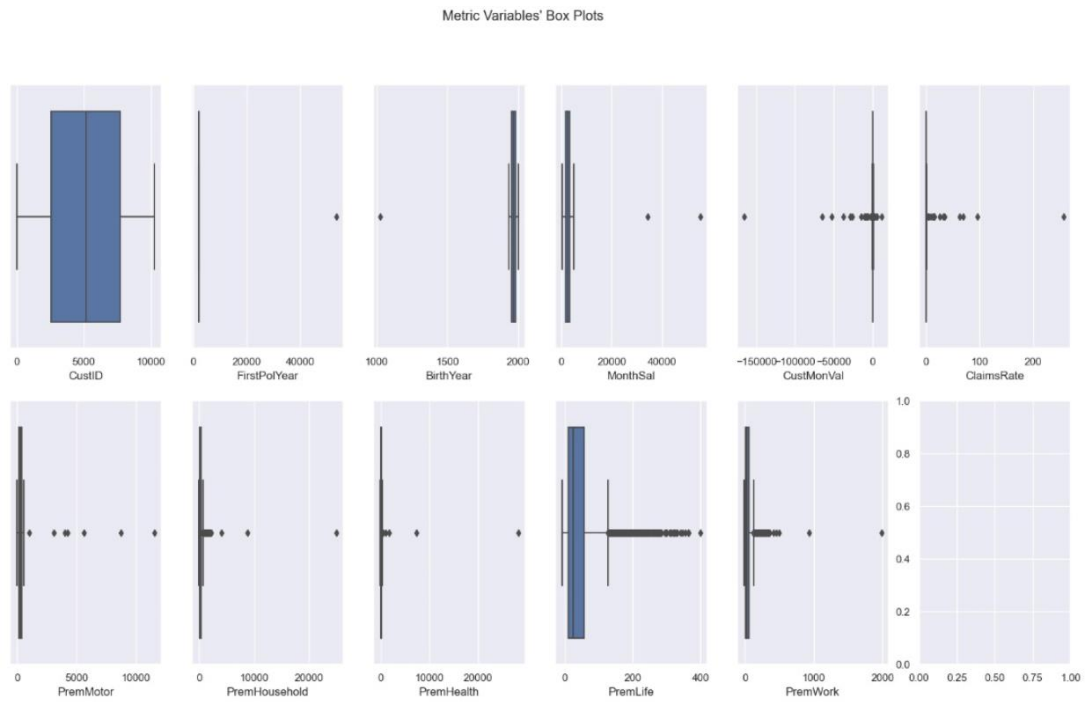 Metric Variables' Box Plots
0 5000 10000
CustID
0 20000 40000
FirstPolYear
1000 1500 2000
BirthYear
0 20000 40000
MonthSal
−150000−100000 −50000 0
CustMonVal
0 100 200
ClaimsRate
0 5000 10000
PremMotor
0 10000 20000
PremHousehold
0 10000 20000
PremHealth
0 200 400
PremLife
0 1000 2000
PremWork
1.0
0.8
0.6
0.4
0.2
0.0
0.00 0.25 0.50 0.75 1.00